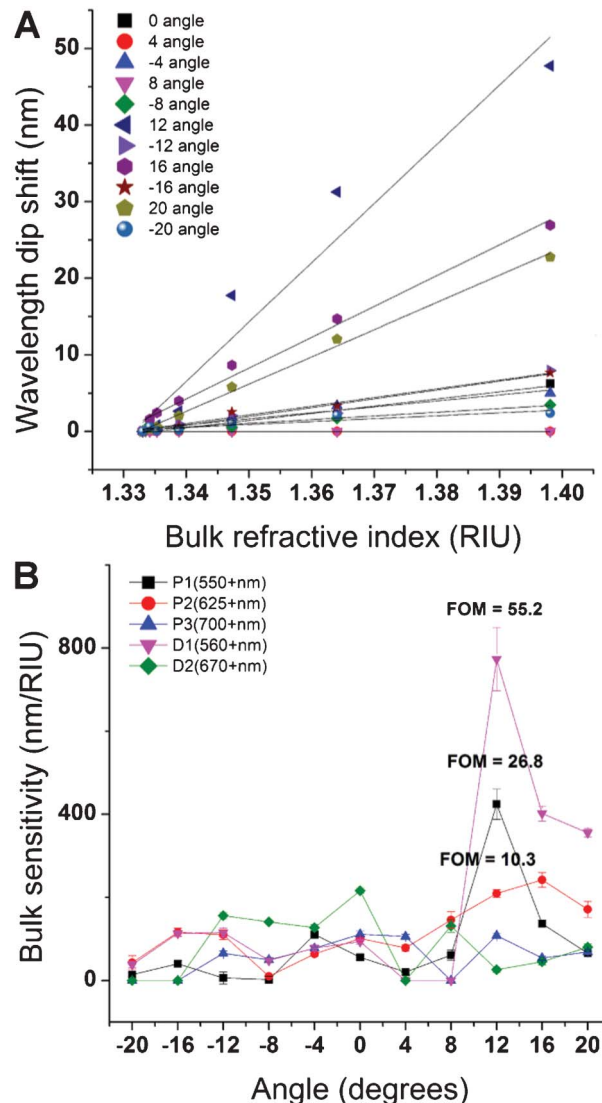 A
0 angle
4 angle
-4 angle
8 angle
-8 angle
12 angle
-12 angle
16 angle
-16 angle
20 angle
-20 angle
50
40
30
20
10
0
Wavelength dip shift (nm)
1.33 1.34 1.35 1.36 1.37 1.38 1.39 1.40
Bulk refractive index (RIU)
B
P1(550+nm)
P2(625+nm)
P3(700+nm)
D1(560+nm)
D2(670+nm)
FOM = 55.2
FOM = 26.8
FOM = 10.3
800
400
0
Bulk sensitivity (nm/RIU)
-20 -16 -12 -8 -4 0 4 8 12 16 20
Angle (degrees)